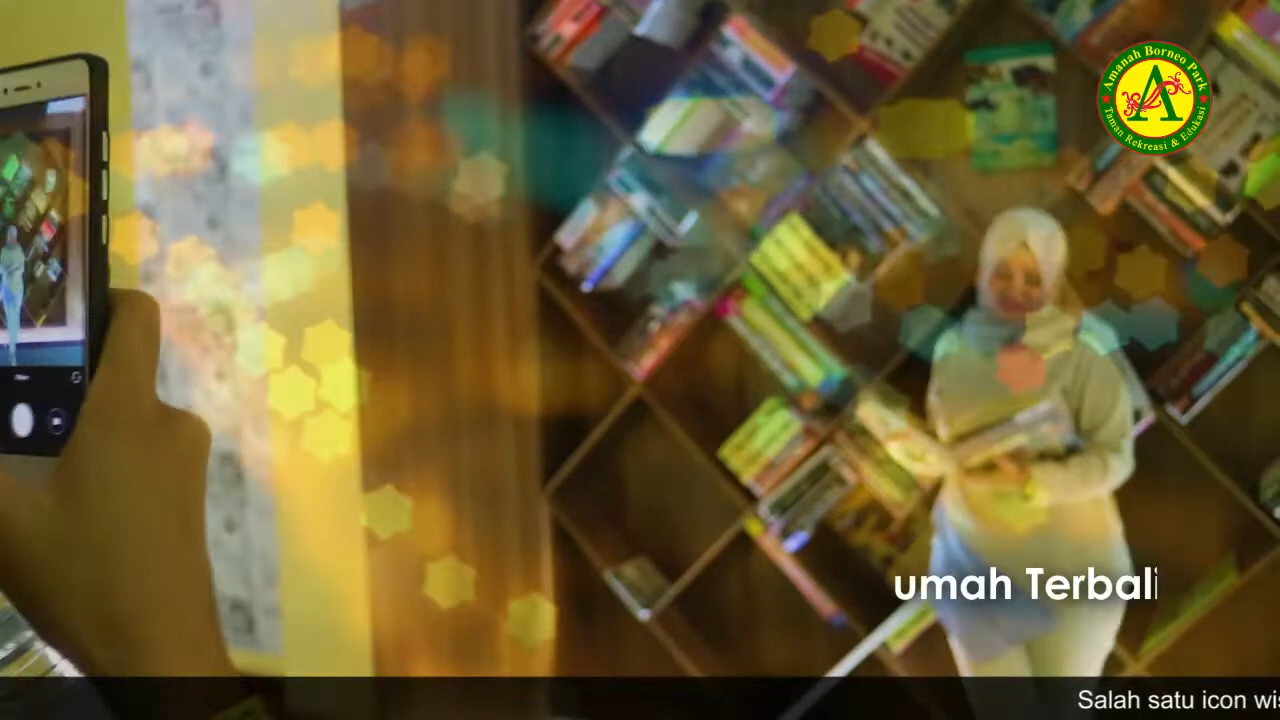 Amanah Borneo Park
A
Taman Rekreasi & Edukasi
umah Terbali
Salah satu icon wis